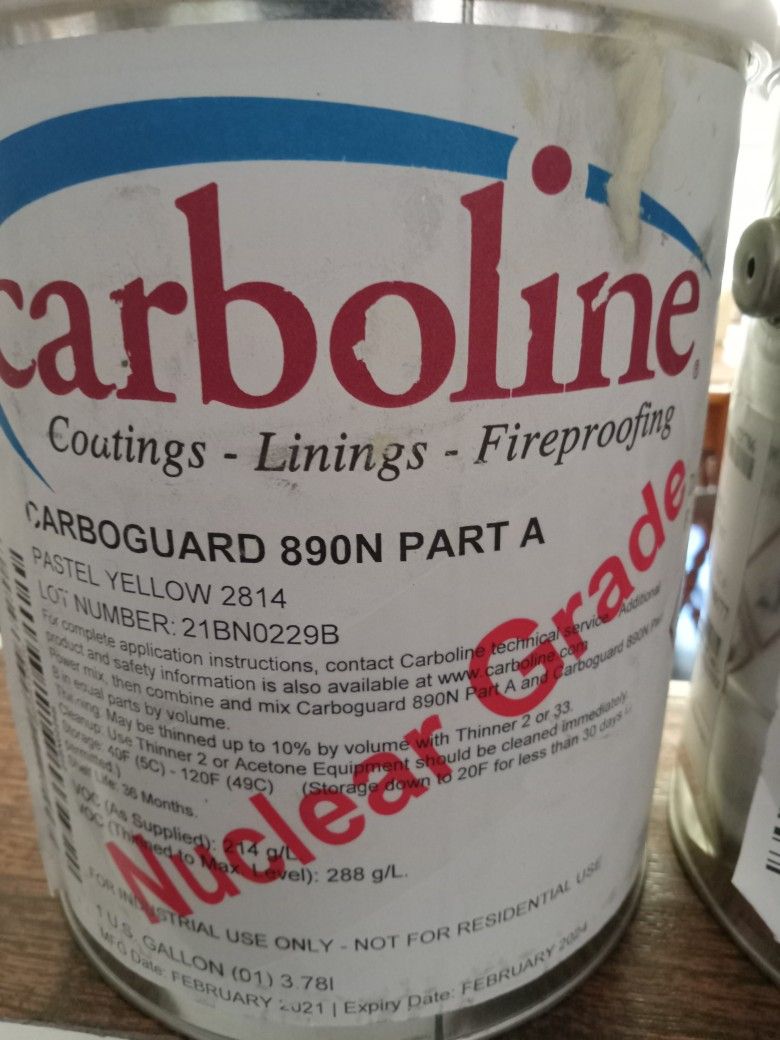 carboline®
Coatings - Linings - Fireproofing
CARBOGUARD 890N PART A
PASTEL YELLOW 2814
LOT NUMBER: 21BN0229B
For complete application instructions, contact Carboline technical service. Additional
product and safety information is also available at www.carboline.com
Power mix, then combine and mix Carboguard 890N Part A and Carboguard 890N
B in equal parts by volume.
Thinning. May be thinned up to 10% by volume with Thinner 2 or 33.
Cleanup: Use Thinner 2 or Acetone Equipment should be cleaned immediately.
Storage: 40F (5C) - 120F (49C) (Storage down to 20F for less than 30 days
permitted.)
Shelf Life: 36 Months.
VOC (As Supplied): 214 g/L
VOC (Thinned to Max Level): 288 g/L.
Nuclear Grade
FOR INDUSTRIAL USE ONLY - NOT FOR RESIDENTIAL USE
1 U.S. GALLON (01) 3.78l
MFG Date: FEBRUARY 2021 | Expiry Date: FEBRUARY 2024